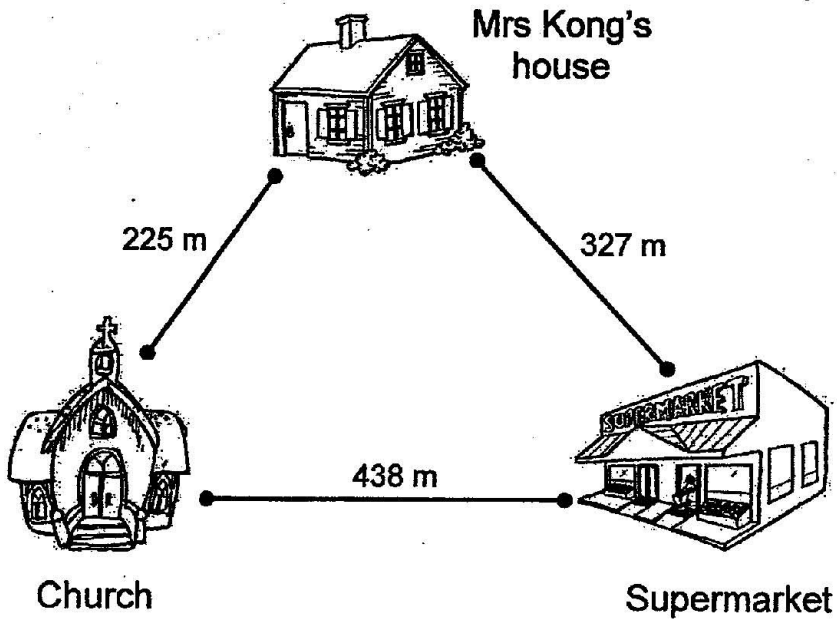 Mrs Kong's
house
225 m
327 m
SUPERMARKET
438 m
Church
Supermarket